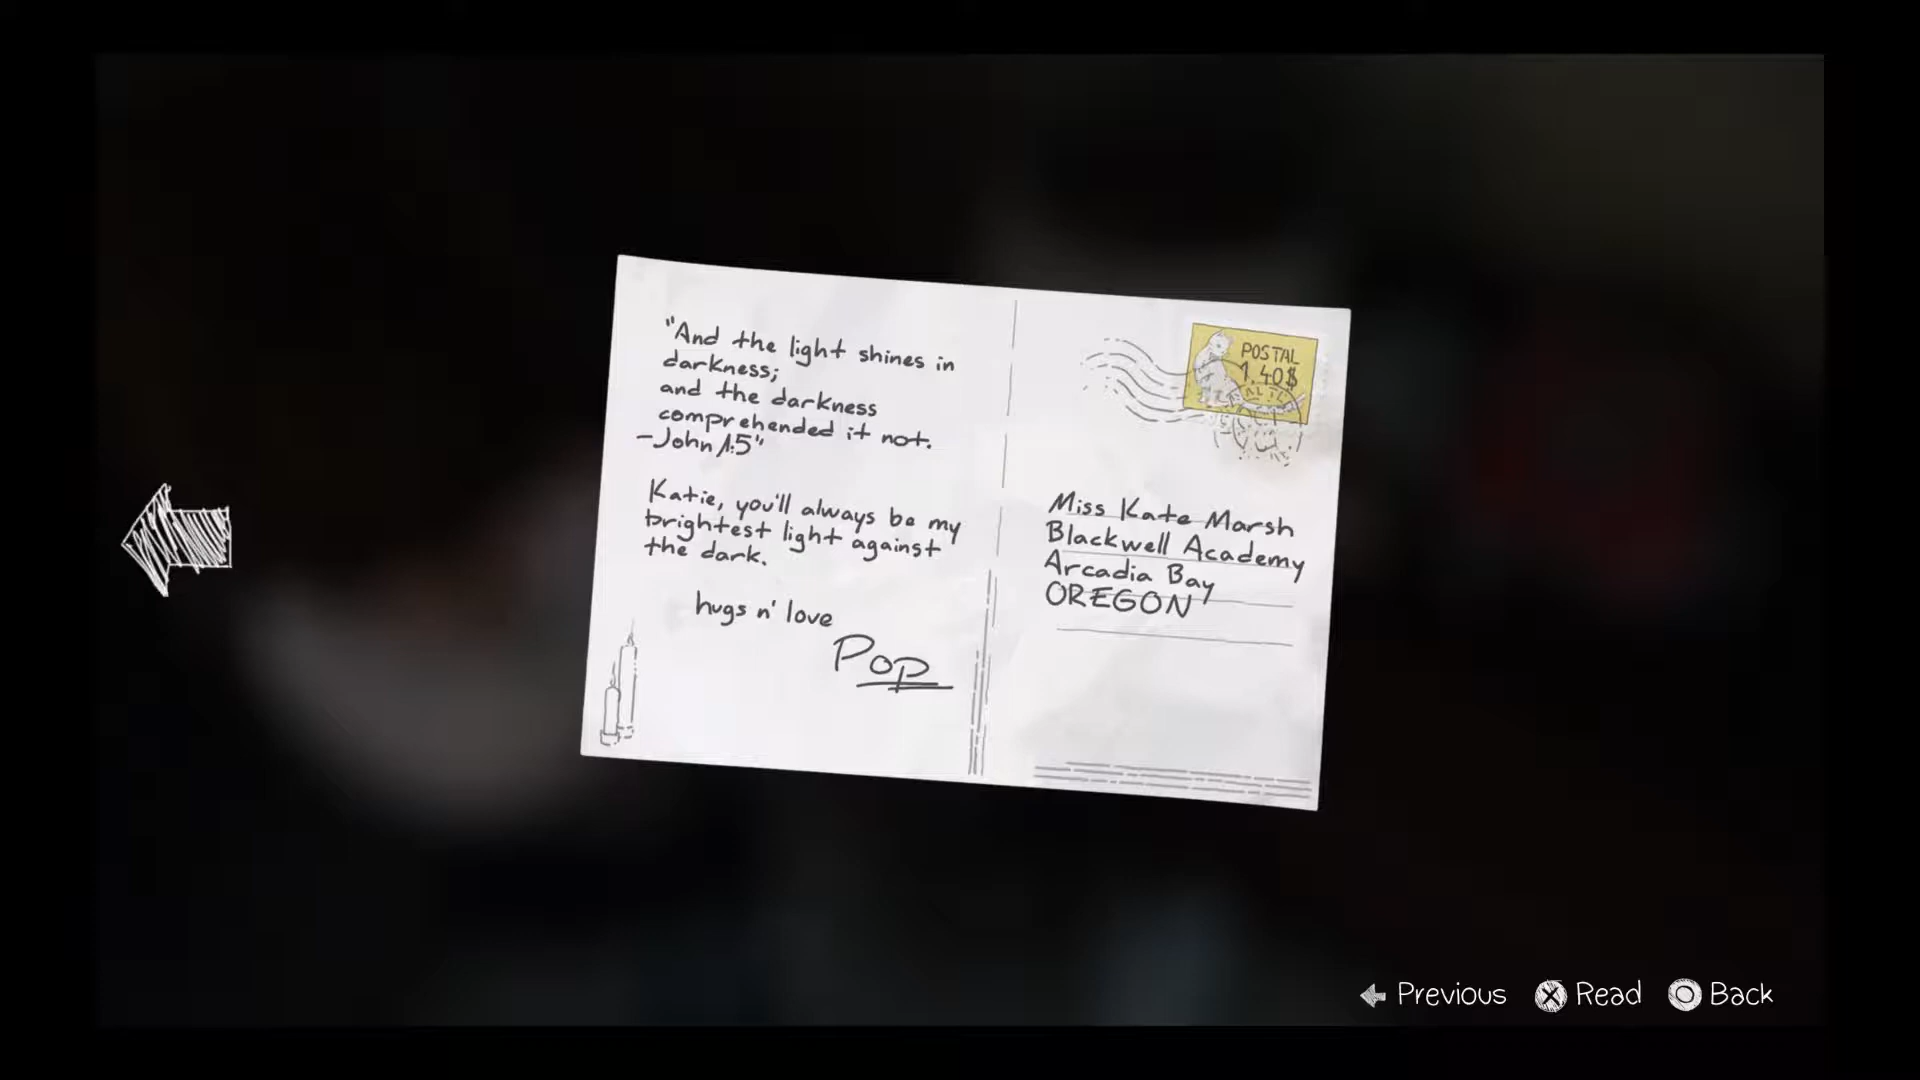 "And the light shines in
darkness;
and the darkness
comprehended it not.
-John 1:5"
Katie, you'll always be my
brightest light against
the dark.
hugs n' love
Pop
POSTAL
1.40$
Miss Kate Marsh
Blackwell Academy
Arcadia Bay
OREGON
Previous
Read
Back